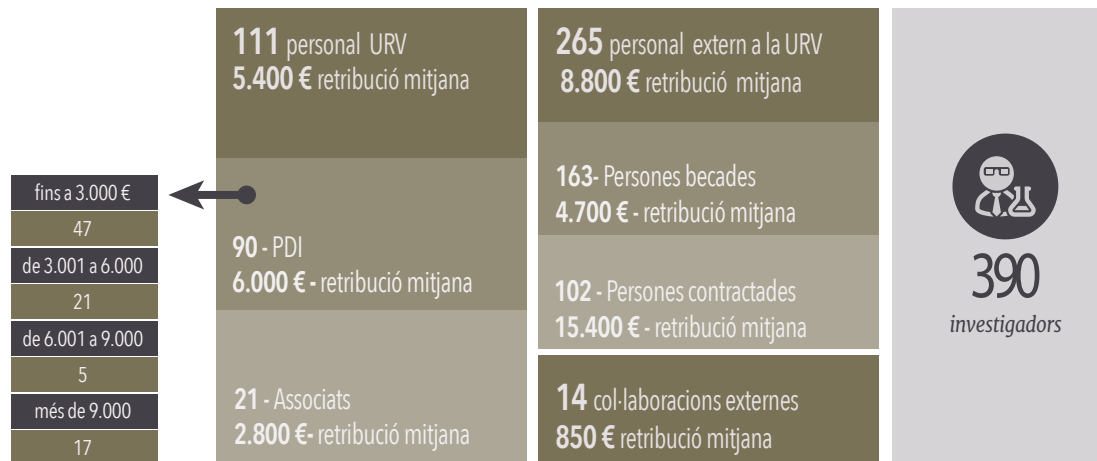 fins a 3.000 €
47
de 3.001 a 6.000
21
de 6.001 a 9.000
5
més de 9.000
17
111 personal URV
5.400 € retribució mitjana
90 - PDI
6.000 € - retribució mitjana
21 - Associats
2.800 €- retribució mitjana
265 personal extern a la URV
8.800 € retribució mitjana
163- Persones becades
4.700 € - retribució mitjana
102 - Persones contractades
15.400 € - retribució mitjana
14 col·laboracions externes
850 € retribució mitjana
390
investigadors